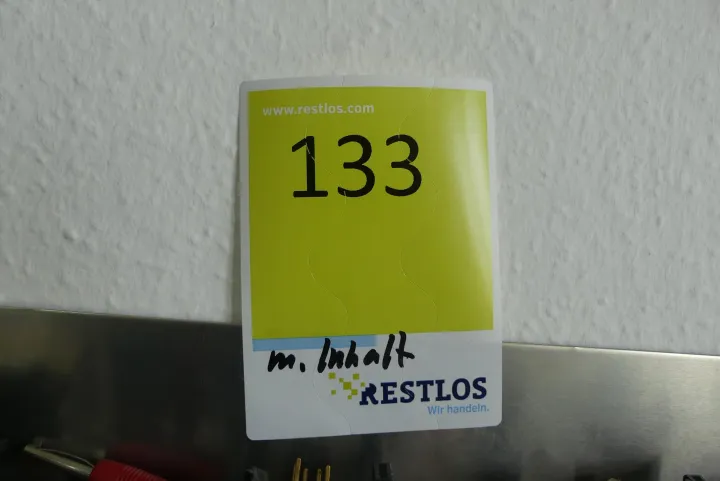 www.restlos.com
133
m. Inhalt
RESTLOS
Wir handeln.